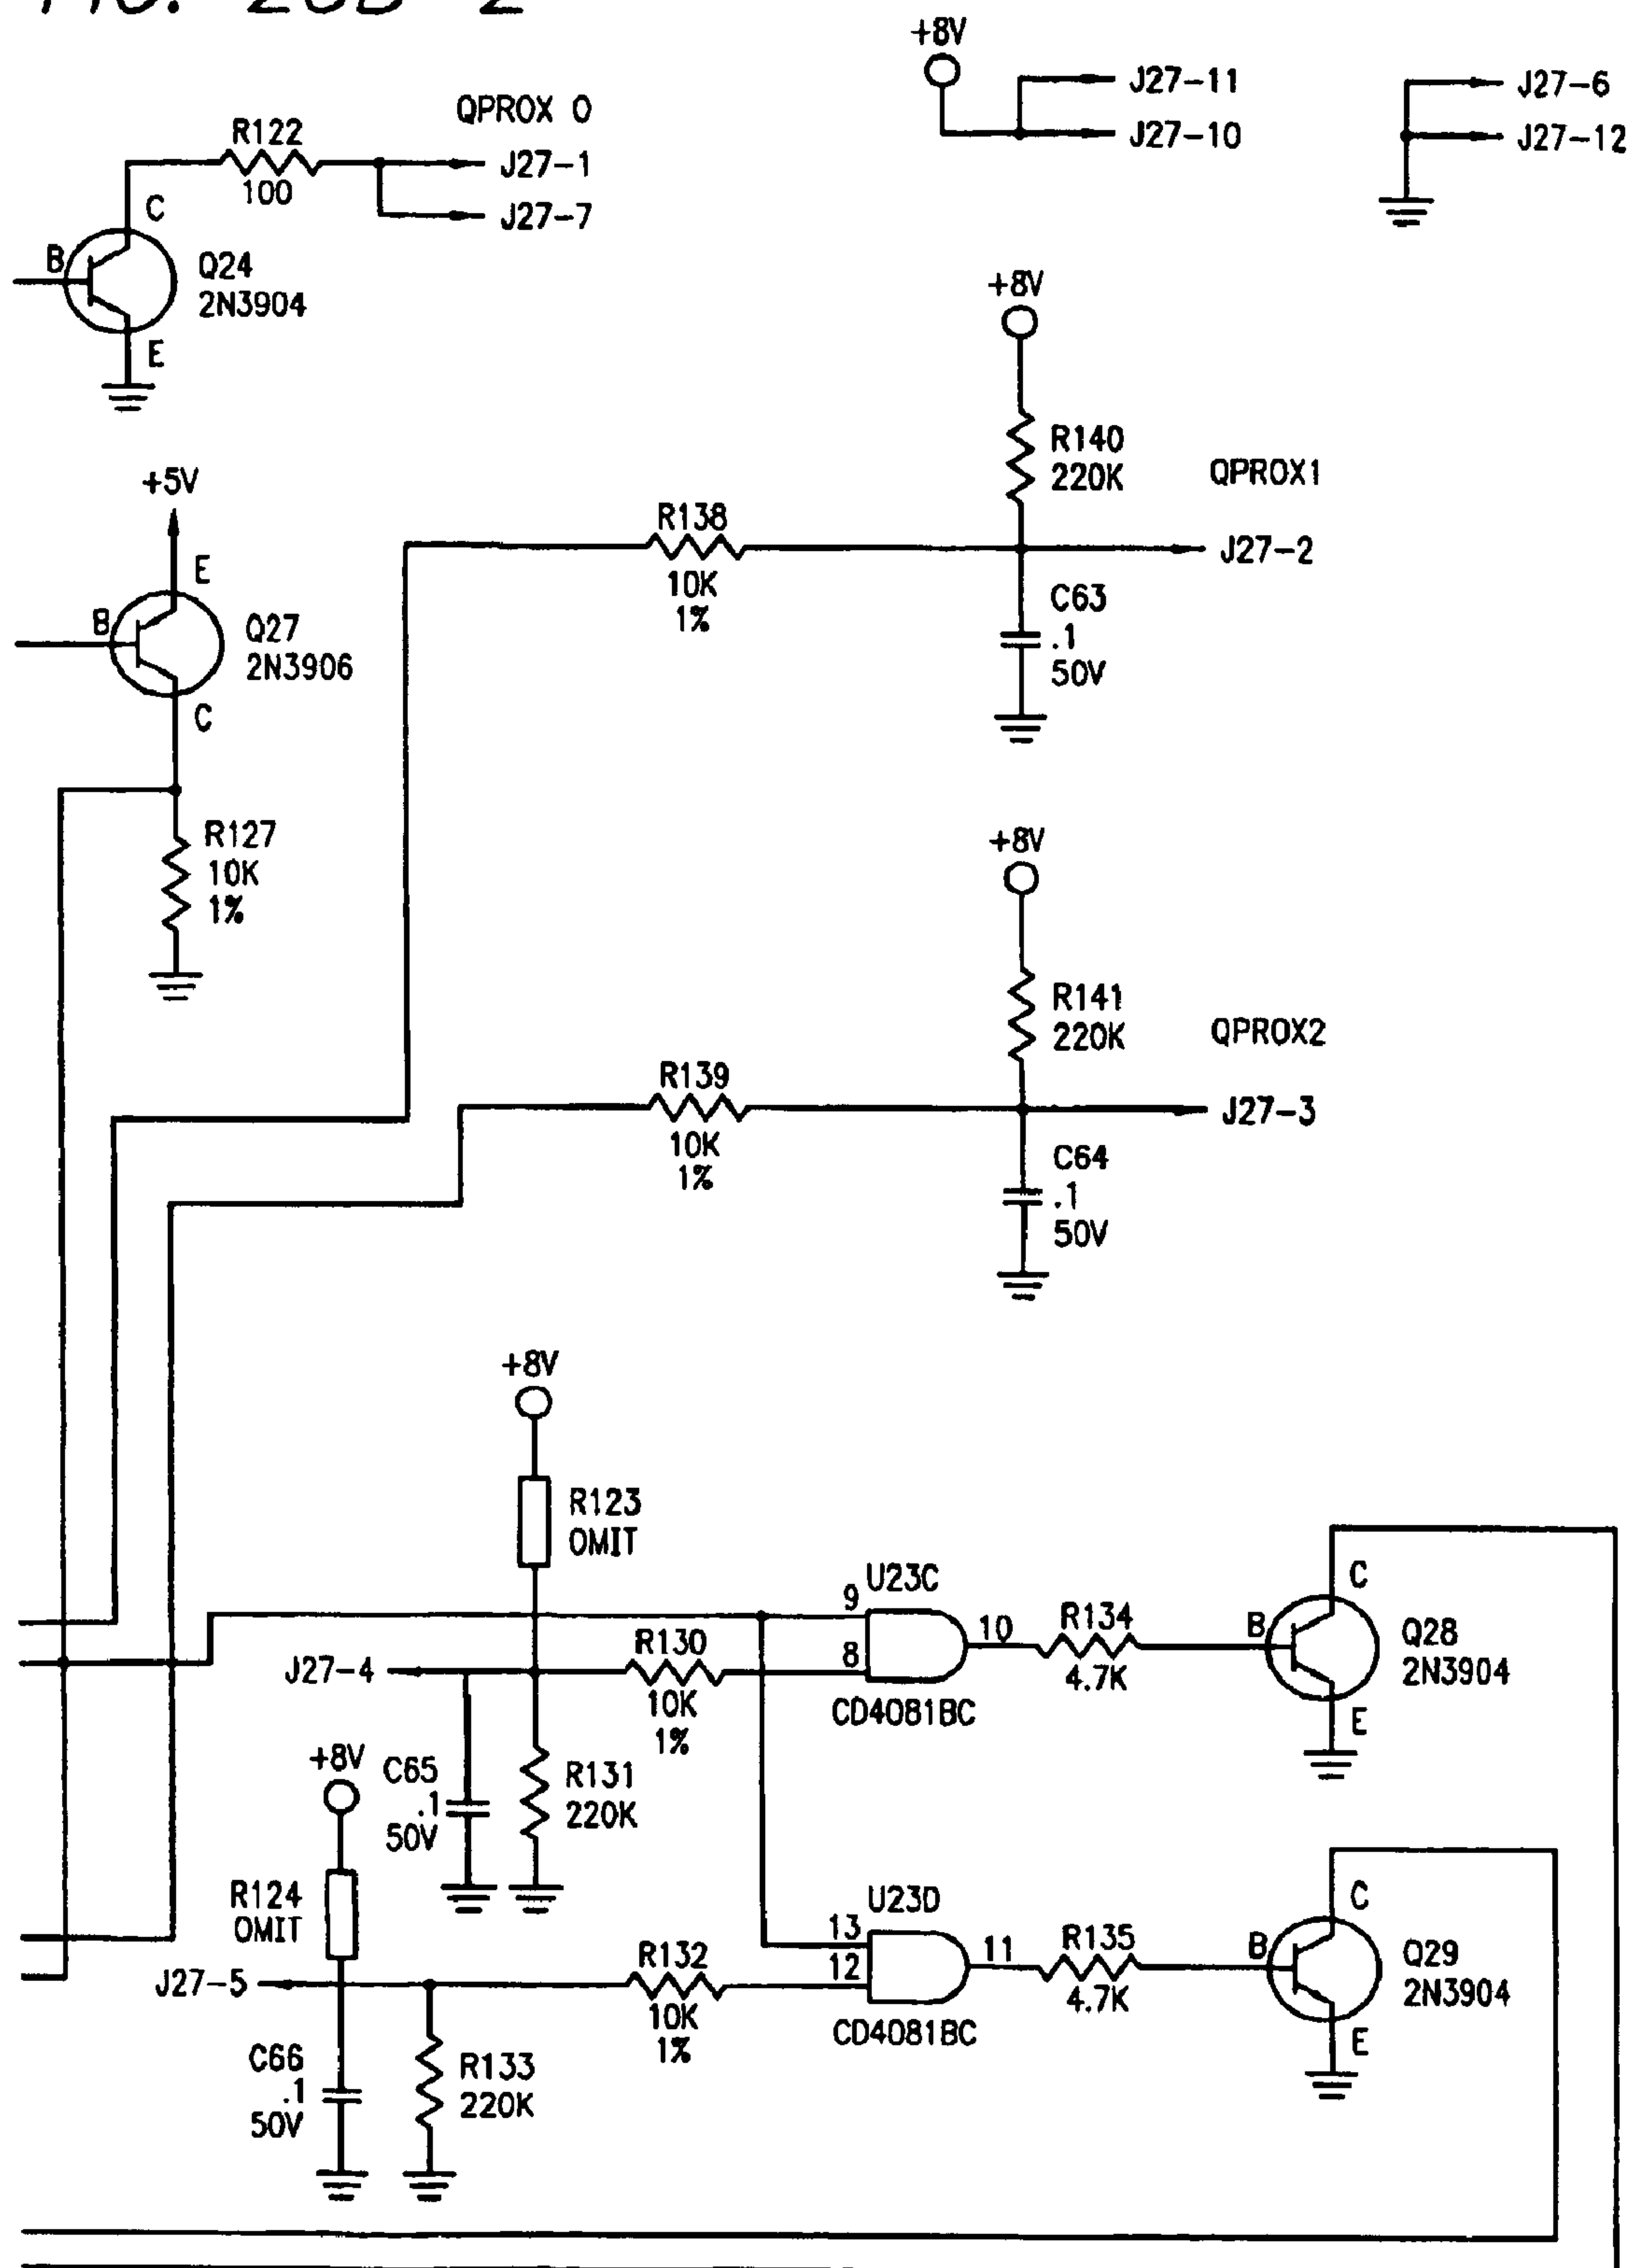 FIG. 26B-2
+8V
J27-11
J27-10
J27-6
J27-12
QPROX 0
R122
100
J27-1
J27-7
C
B
E
Q24
2N3904
+8V
R140
220K
QPROX1
J27-2
R138
10K
1%
C63
.1
50V
+5V
E
B
C
Q27
2N3906
R127
10K
1%
+8V
R141
220K
QPROX2
J27-3
R139
10K
1%
C64
.1
50V
+8V
R123
OMIT
U23C
9
8
10
CD4081BC
R134
4.7K
C
B
E
Q28
2N3904
J27-4
R130
10K
1%
C65
.1
50V
R131
220K
+8V
R124
OMIT
J27-5
R132
10K
1%
C66
.1
50V
R133
220K
U23D
13
12
11
CD4081BC
R135
4.7K
C
B
E
Q29
2N3904